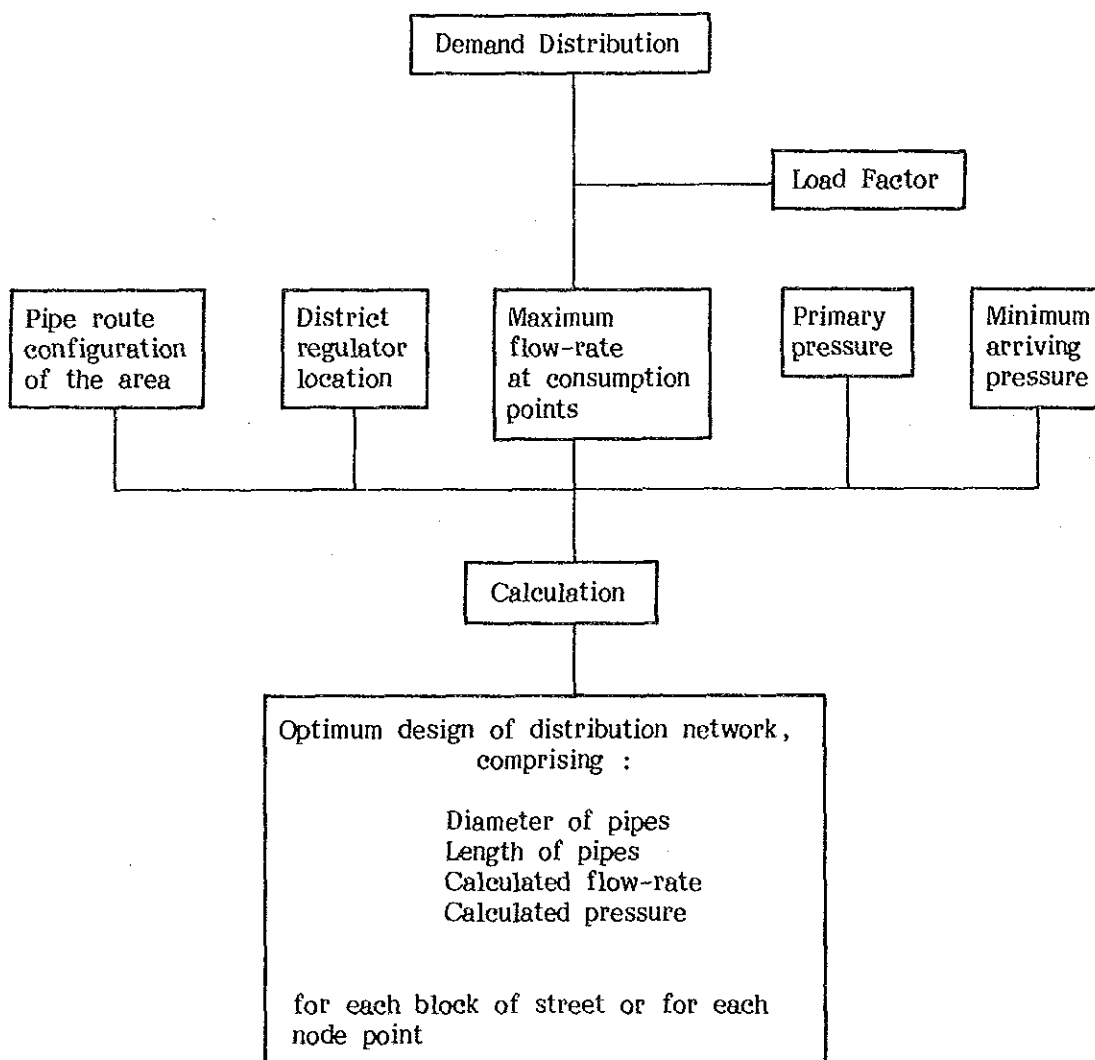 Demand Distribution
Load Factor
Pipe route
configuration
of the area
District
regulator
location
Maximum
flow-rate
at consumption
points
Primary
pressure
Minimum
arriving
pressure
Calculation
Optimum design of distribution network,
comprising :
Diameter of pipes
Length of pipes
Calculated flow-rate
Calculated pressure
for each block of street or for each
node point